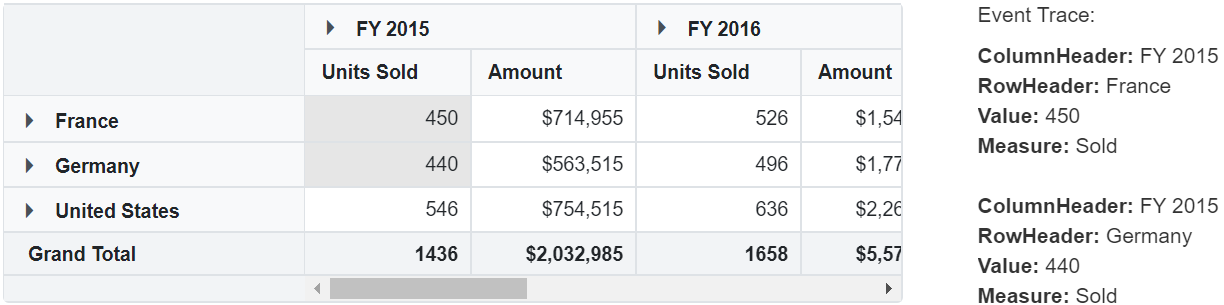 FY 2015 FY 2016
Units Sold Amount Units Sold Amount
France 450 $714,955 526 $1,54
Germany 440 $563,515 496 $1,77
United States 546 $754,515 636 $2,26
Grand Total 1436 $2,032,985 1658 $5,57
Event Trace:
ColumnHeader: FY 2015
RowHeader: France
Value: 450
Measure: Sold
ColumnHeader: FY 2015
RowHeader: Germany
Value: 440
Measure: Sold